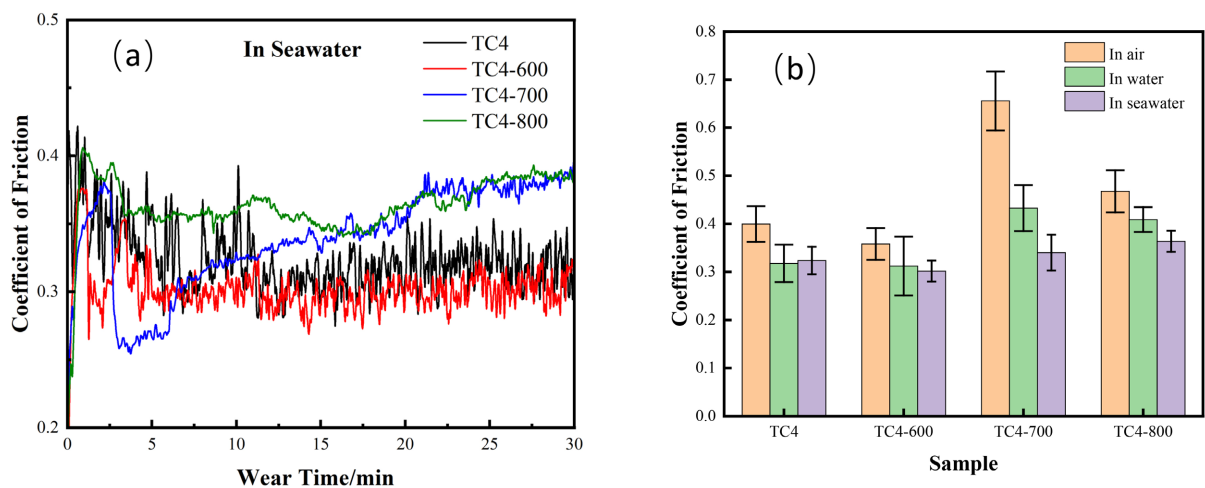 (a)
In Seawater
TC4
TC4-600
TC4-700
TC4-800
Coefficient of Friction
0.5
0.4
0.3
0.2
0
5
10
15
20
25
30
Wear Time/min
(b)
In air
In water
In seawater
Coefficient of Friction
0.8
0.7
0.6
0.5
0.4
0.3
0.2
0.1
0.0
TC4
TC4-600
TC4-700
TC4-800
Sample